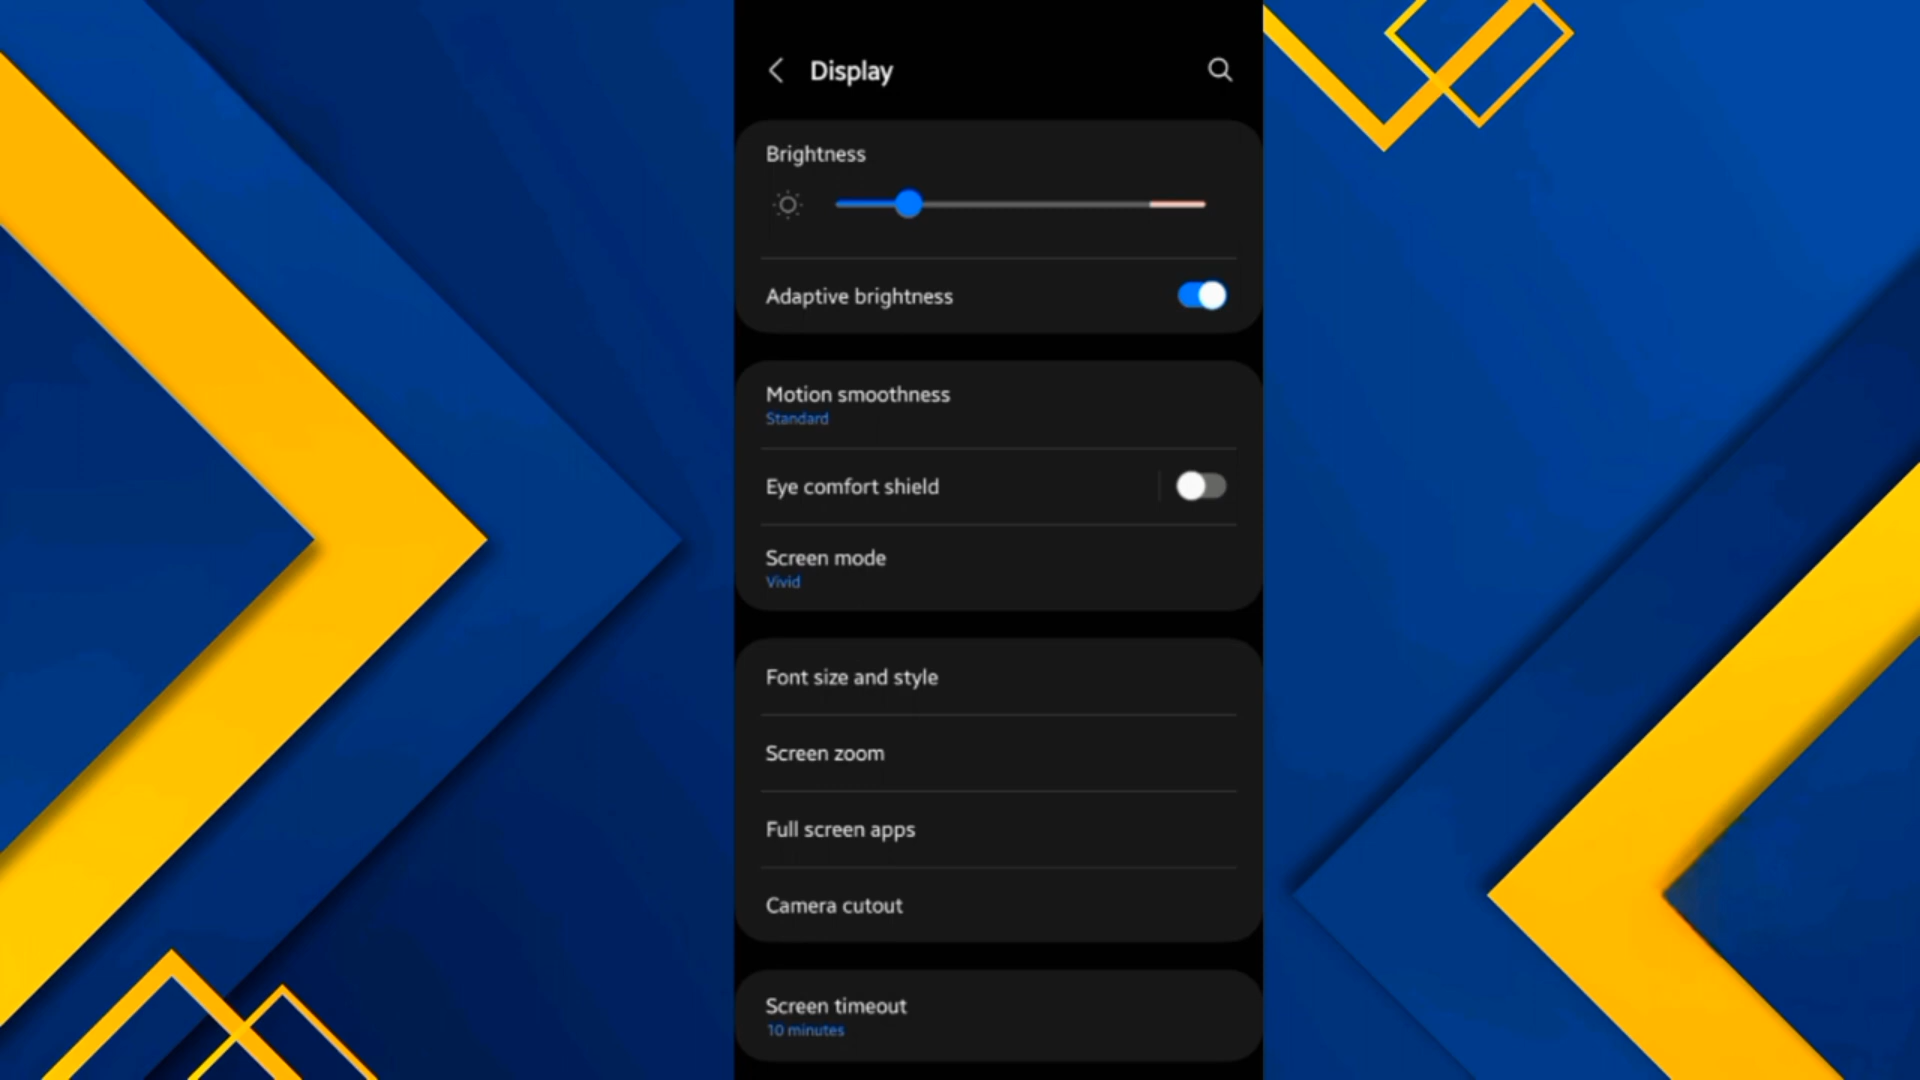 Display
Brightness
Adaptive brightness
Motion smoothness
Standard
Eye comfort shield
Screen mode
Vivid
Font size and style
Screen zoom
Full screen apps
Camera cutout
Screen timeout
10 minutes